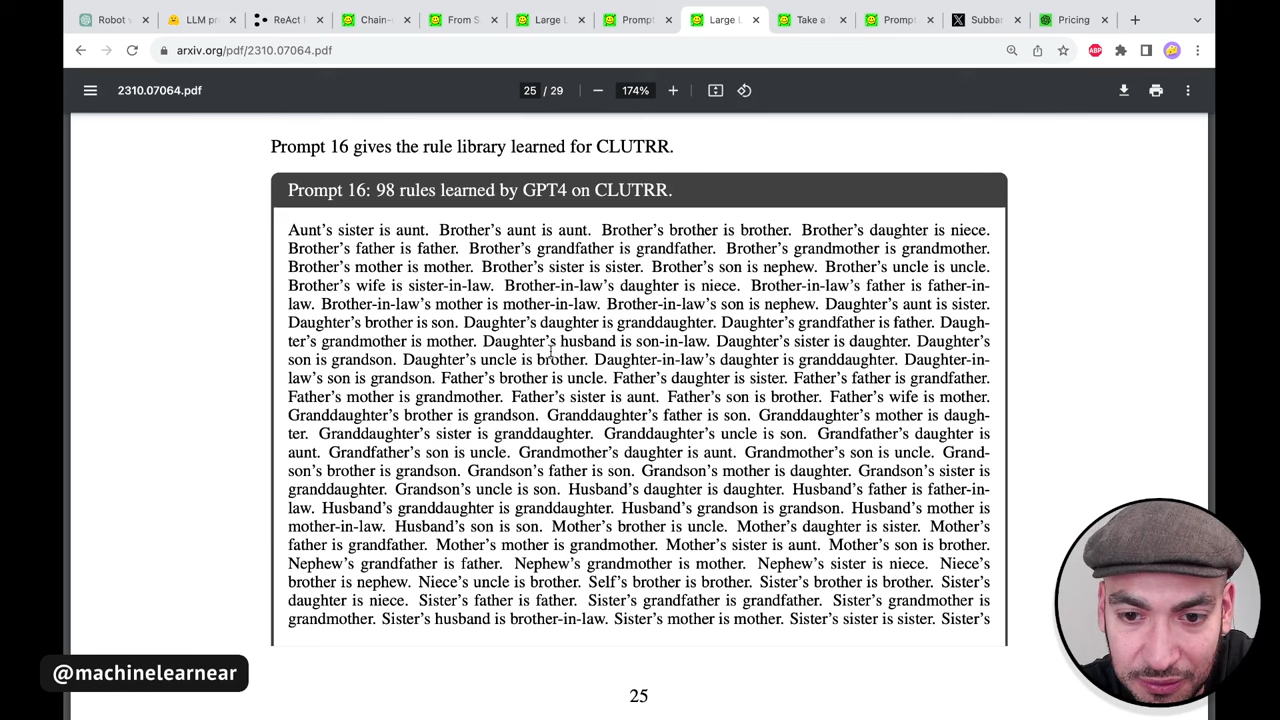 Robot
LLM pr
ReAct
Chain-
From S
Large L
Prompt
Large L
Take a
Prompt
Subba
Pricing
arxiv.org/pdf/2310.07064.pdf
ABP
2310.07064.pdf
25 / 29
174%
Prompt 16 gives the rule library learned for CLUTRR.
Prompt 16: 98 rules learned by GPT4 on CLUTRR.
Aunt's sister is aunt. Brother's aunt is aunt. Brother's brother is brother. Brother's daughter is niece.
Brother's father is father. Brother's grandfather is grandfather. Brother's grandmother is grandmother.
Brother's mother is mother. Brother's sister is sister. Brother's son is nephew. Brother's uncle is uncle.
Brother's wife is sister-in-law. Brother-in-law's daughter is niece. Brother-in-law's father is father-in-
law. Brother-in-law's mother is mother-in-law. Brother-in-law's son is nephew. Daughter's aunt is sister.
Daughter's brother is son. Daughter's daughter is granddaughter. Daughter's grandfather is father. Daugh-
ter's grandmother is mother. Daughter's husband is son-in-law. Daughter's sister is daughter. Daughter's
son is grandson. Daughter's uncle is brother. Daughter-in-law's daughter is granddaughter. Daughter-in-
law's son is grandson. Father's brother is uncle. Father's daughter is sister. Father's father is grandfather.
Father's mother is grandmother. Father's sister is aunt. Father's son is brother. Father's wife is mother.
Granddaughter's brother is grandson. Granddaughter's father is son. Granddaughter's mother is daugh-
ter. Granddaughter's sister is granddaughter. Granddaughter's uncle is son. Grandfather's daughter is
aunt. Grandfather's son is uncle. Grandmother's daughter is aunt. Grandmother's son is uncle. Grand-
son's brother is grandson. Grandson's father is son. Grandson's mother is daughter. Grandson's sister is
granddaughter. Grandson's uncle is son. Husband's daughter is daughter. Husband's father is father-in-
law. Husband's granddaughter is granddaughter. Husband's grandson is grandson. Husband's mother is
mother-in-law. Husband's son is son. Mother's brother is uncle. Mother's daughter is sister. Mother's
father is grandfather. Mother's mother is grandmother. Mother's sister is aunt. Mother's son is brother.
Nephew's grandfather is father. Nephew's grandmother is mother. Nephew's sister is niece. Niece's
brother is nephew. Niece's uncle is brother. Self's brother is brother. Sister's brother is brother. Sister's
daughter is niece. Sister's father is father. Sister's grandfather is grandfather. Sister's grandmother is
grandmother. Sister's husband is brother-in-law. Sister's mother is mother. Sister's sister is sister. Sister's
@machinelearnear
25